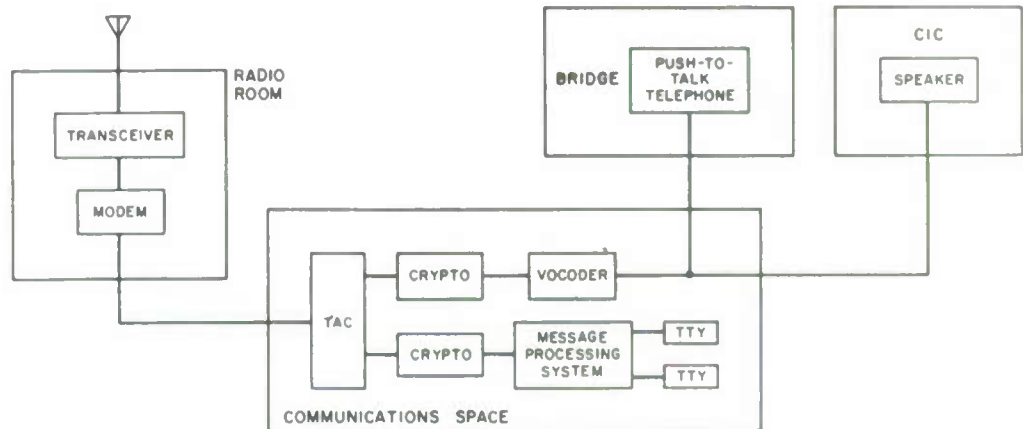 RADIO
ROOM
TRANSCEIVER
MODEM
BRIDGE
PUSH-TO-
TALK
TELEPHONE
CIC
SPEAKER
TAC
CRYPTO
VOCODER
CRYPTO
MESSAGE
PROCESSING
SYSTEM
TTY
TTY
COMMUNICATIONS SPACE